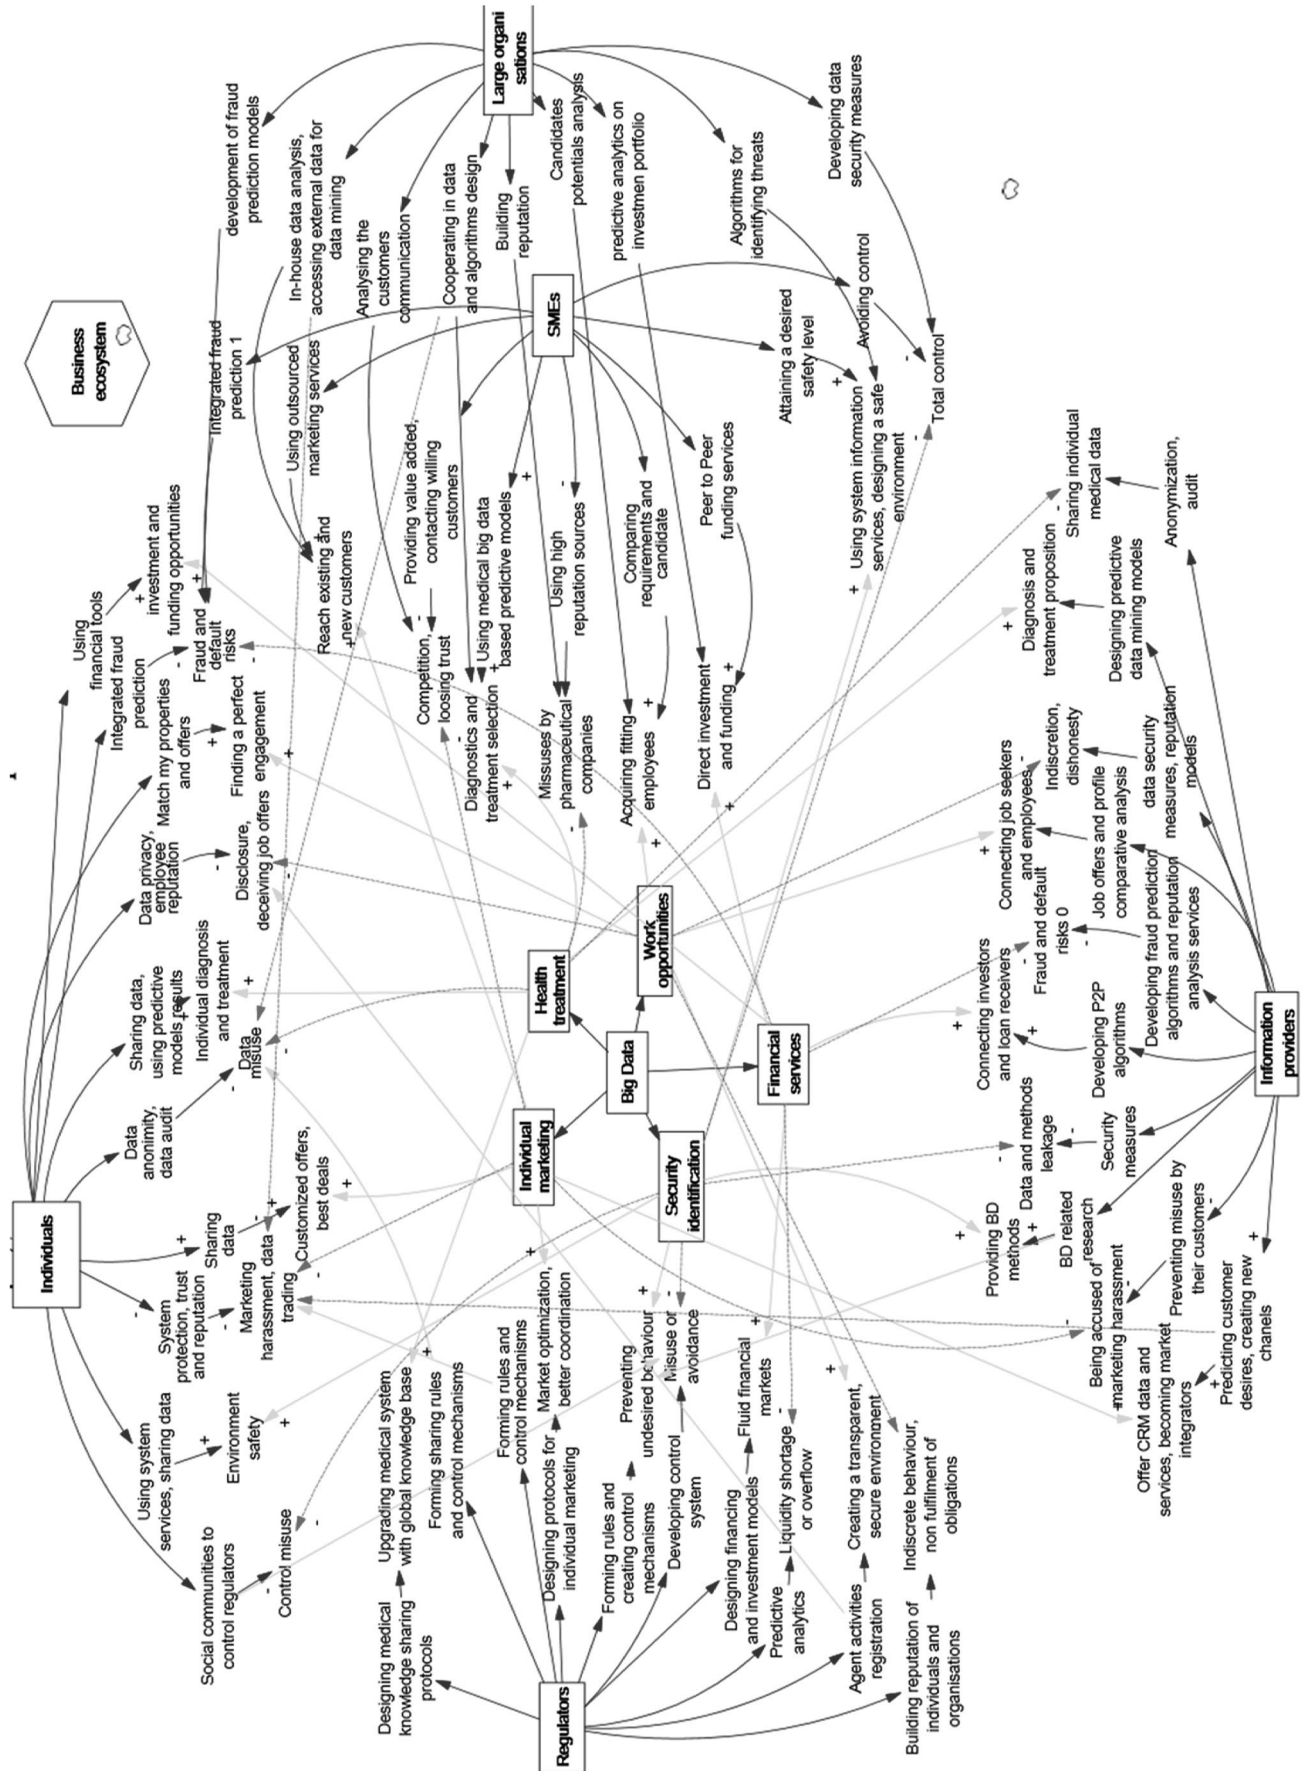 Business
ecosystem
Individuals
Large organi
sations
SMEs
Regulators
Information
providers
Big Data
Health
treatment
Work
opportunities
Individual
marketing
Security
identification
Financial
services
Using
financial tools
investment and
funding opportunities
Integrated fraud
prediction
Fraud and
default
risks
Match my properties
and offers
Finding a perfect
engagement
Data privacy,
employee
reputation
Disclosure,
deceiving job offers
Sharing data,
using predictive
models results
Individual diagnosis
and treatment
Data
anonimity,
data audit
Data
misuse
Sharing
data
Customized offers,
best deals
System
protection, trust
and reputation
Marketing
harassment, data
trading
Using system
services, sharing data
Environment
safety
Social communities to
control regulators
Control misuse
development of fraud
prediction models
Integrated fraud
prediction 1
In-house data analysis,
accessing external data for
data mining
Using outsourced
marketing services
Reach existing and
new customers
Analysing the
customers
communication
Providing value added,
contacting willing
customers
Competition,
loosing trust
Cooperating in data
and algorithms design
Using medical big data
based predictive models
Diagnostics and
treatment selection
Building
reputation
Using high
reputation sources
Missuses by
pharmaceutical
companies
Candidates
potentials analysis
Comparing
requirements and
candidate
Acquiring fitting
employees
predictive analytics on
investmen portfolio
Peer to Peer
funding services
Direct investment
and funding
Algorithms for
identifying threats
Attaining a desired
safety level
Using system information
services, designing a safe
environment
Developing data
security measures
Avoiding control
Total control
Designing medical
knowledge sharing
protocols
Upgrading medical system
with global knowledge base
Forming sharing rules
and control mechanisms
Forming rules and
control mechanisms
Designing protocols for
individual marketing
Market optimization,
better coordination
Forming rules and
creating control
mechanisms
Preventing
undesired behaviour
Developing control
system
Misuse or
avoidance
Designing financing
and investment models
Fluid financial
markets
Predictive
analytics
Liquidity shortage
or overflow
Agent activities
registration
Creating a transparent,
secure environment
Building reputation of
individuals and
organisations
Indiscrete behaviour,
non fulfilment of
obligations
Sharing individual
medical data
Anonymization,
audit
Diagnosis and
treatment proposition
Designing predictive
data mining models
Indiscretion,
dishonesty
data security
measures, reputation
models
Connecting job seekers
and employees
Job offers and profile
comparative analysis
Fraud and default
risks 0
Developing fraud prediction
algorithms and reputation
analysis services
Connecting investors
and loan receivers
Developing P2P
algorithms
Data and methods
leakage
Security
measures
Providing BD
methods
BD related
research
Being accused of
marketing harassment
Preventing misuse by
their customers
Offer CRM data and
services, becoming market
integrators
Predicting customer
desires, creating new
chanels